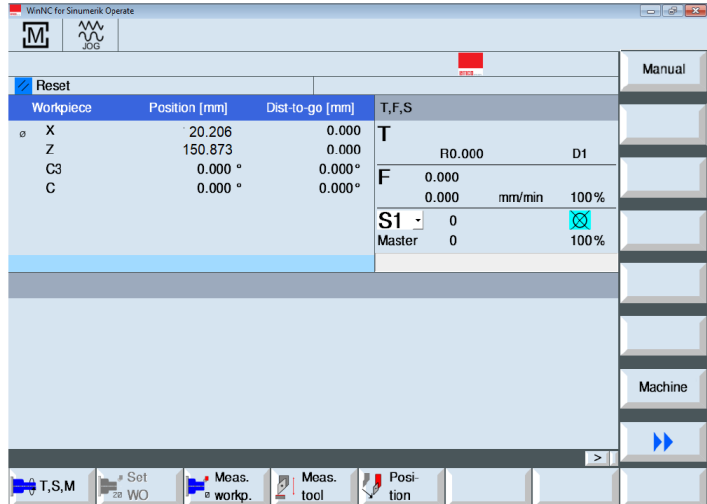 WinNC for Sinumerik Operate
M
JOG
Manual
Reset
Workpiece Position [mm] Dist-to-go [mm] T,F,S
ø X 20.206 0.000
Z 150.873 0.000
C3 0.000 ° 0.000°
C 0.000 ° 0.000°
T
R0.000 D1
F 0.000
0.000 mm/min 100%
S1 0
Master 0 100%
Machine
>
T,S,M
Set WO
Meas. workp.
Meas. tool
Posi-
tion